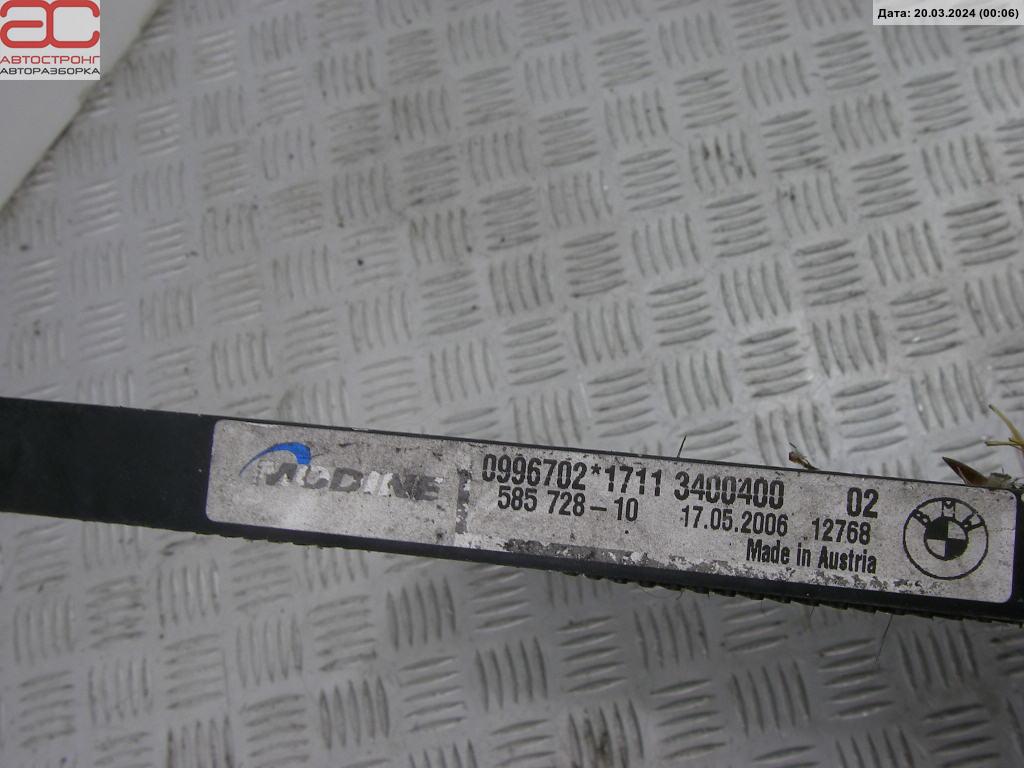 АС
АВТОСТРОНГ
АВТОРАЗБОРКА
Дата: 20.03.2024 (00:06)
MODINE
0996702*1711 3400400 02
585 728-10 17.05.2006 12768
Made in Austria
BMW